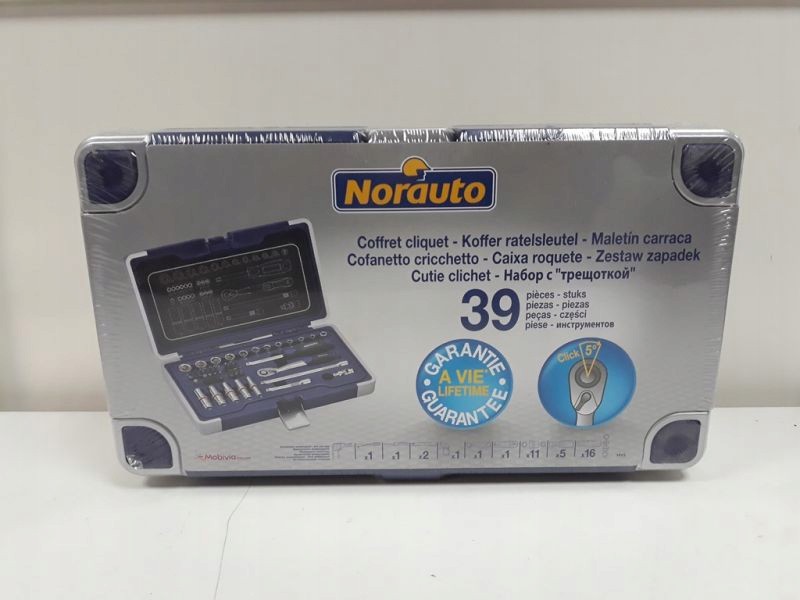 Norauto
Coffret cliquet - Koffer ratelsleutel - Maletín carraca
Cofanetto cricchetto - Caixa roquete - Zestaw zapadek
Cutie clichet - Набор с "трещоткой"
39
pièces - stuks
piezas - piezas
peças - części
piese - инструментов
GARANTIE
A VIE*
LIFETIME
GUARANTEE
Click 5°
Mobivia
x1 x1 x2 x1 x1 x1 x11 x5 x16